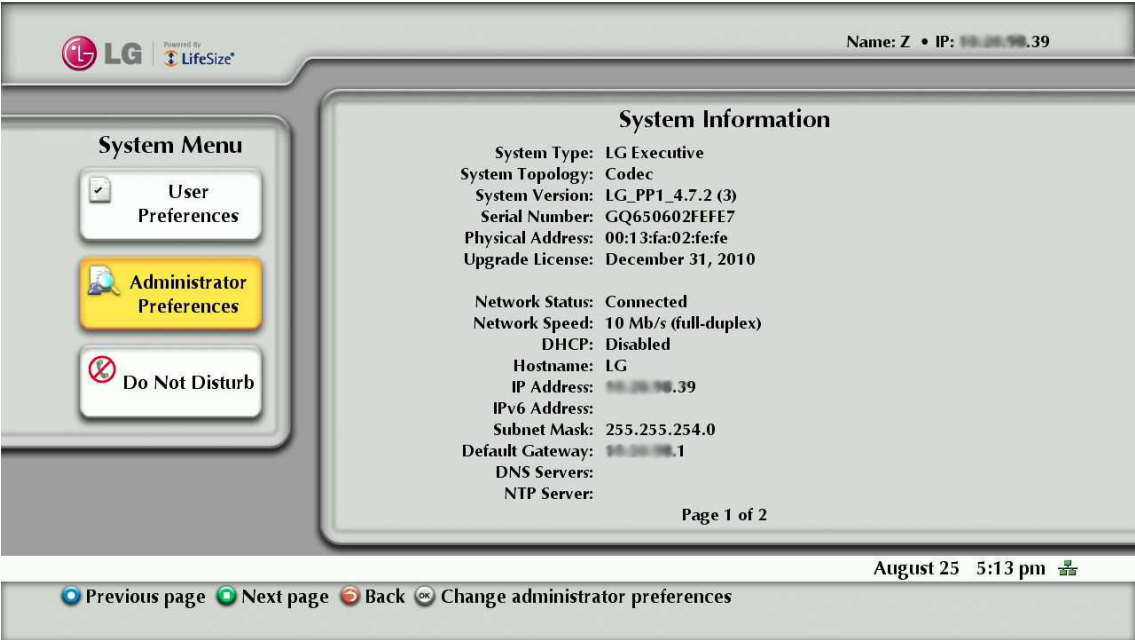 LG
Powered By
LifeSize
Name: Z • IP: .39
System Menu
User
Preferences
Administrator
Preferences
Do Not Disturb
System Information
System Type: LG Executive
System Topology: Codec
System Version: LG_PP1_4.7.2 (3)
Serial Number: GQ650602FEFE7
Physical Address: 00:13:fa:02:fe:fe
Upgrade License: December 31, 2010
Network Status: Connected
Network Speed: 10 Mb/s (full-duplex)
DHCP: Disabled
Hostname: LG
IP Address: .39
IPv6 Address:
Subnet Mask: 255.255.254.0
Default Gateway: .1
DNS Servers:
NTP Server:
Page 1 of 2
August 25 5:13 pm
Previous page Next page Back OK Change administrator preferences